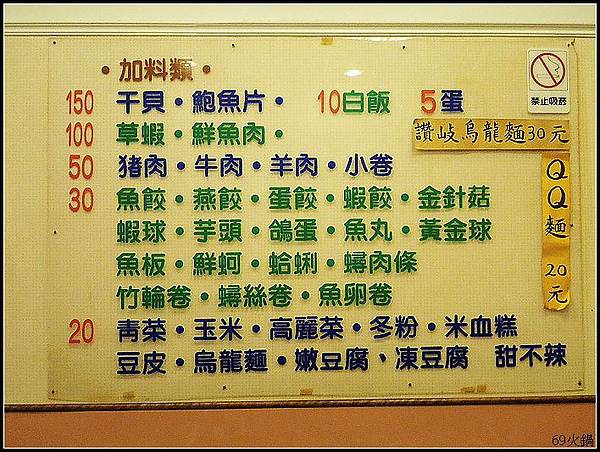 •加料類•
150 干貝•鮑魚片• 10白飯 5蛋
禁止吸菸
100 草蝦•鮮魚肉•
讚岐烏龍麵30元
50 豬肉•牛肉•羊肉•小卷
30 魚餃•燕餃•蛋餃•蝦餃•金針菇
蝦球•芋頭•鴿蛋•魚丸•黃金球
魚板•鮮蚵•蛤蜊•蟳肉條
竹輪卷•蟳絲卷•魚卵卷
QQ麵 20元
20 青菜•玉米•高麗菜•冬粉•米血糕
豆皮•烏龍麵•嫩豆腐、凍豆腐 甜不辣
69火鍋